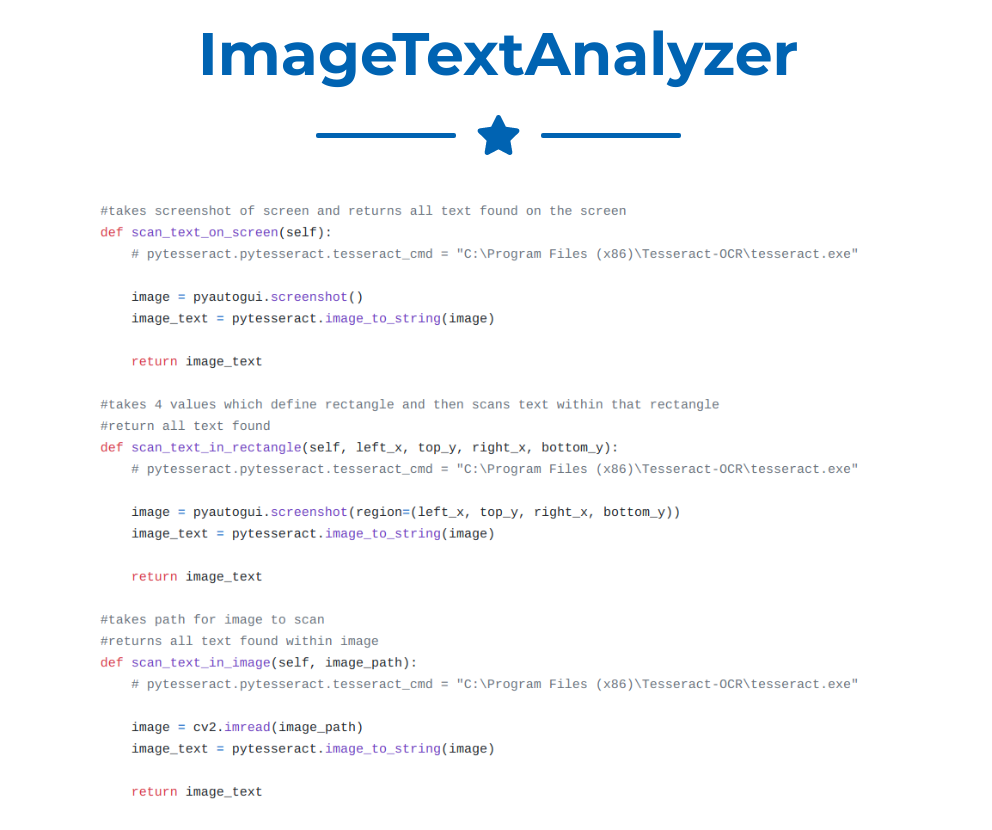 ImageTextAnalyzer
#takes screenshot of screen and returns all text found on the screen
def scan_text_on_screen(self):
    # pytesseract.pytesseract.tesseract_cmd = "C:\Program Files (x86)\Tesseract-OCR\tesseract.exe"
    image = pyautogui.screenshot()
    image_text = pytesseract.image_to_string(image)
    return image_text
#takes 4 values which define rectangle and then scans text within that rectangle
#return all text found
def scan_text_in_rectangle(self, left_x, top_y, right_x, bottom_y):
    # pytesseract.pytesseract.tesseract_cmd = "C:\Program Files (x86)\Tesseract-OCR\tesseract.exe"
    image = pyautogui.screenshot(region=(left_x, top_y, right_x, bottom_y))
    image_text = pytesseract.image_to_string(image)
    return image_text
#takes path for image to scan
#returns all text found within image
def scan_text_in_image(self, image_path):
    # pytesseract.pytesseract.tesseract_cmd = "C:\Program Files (x86)\Tesseract-OCR\tesseract.exe"
    image = cv2.imread(image_path)
    image_text = pytesseract.image_to_string(image)
    return image_text